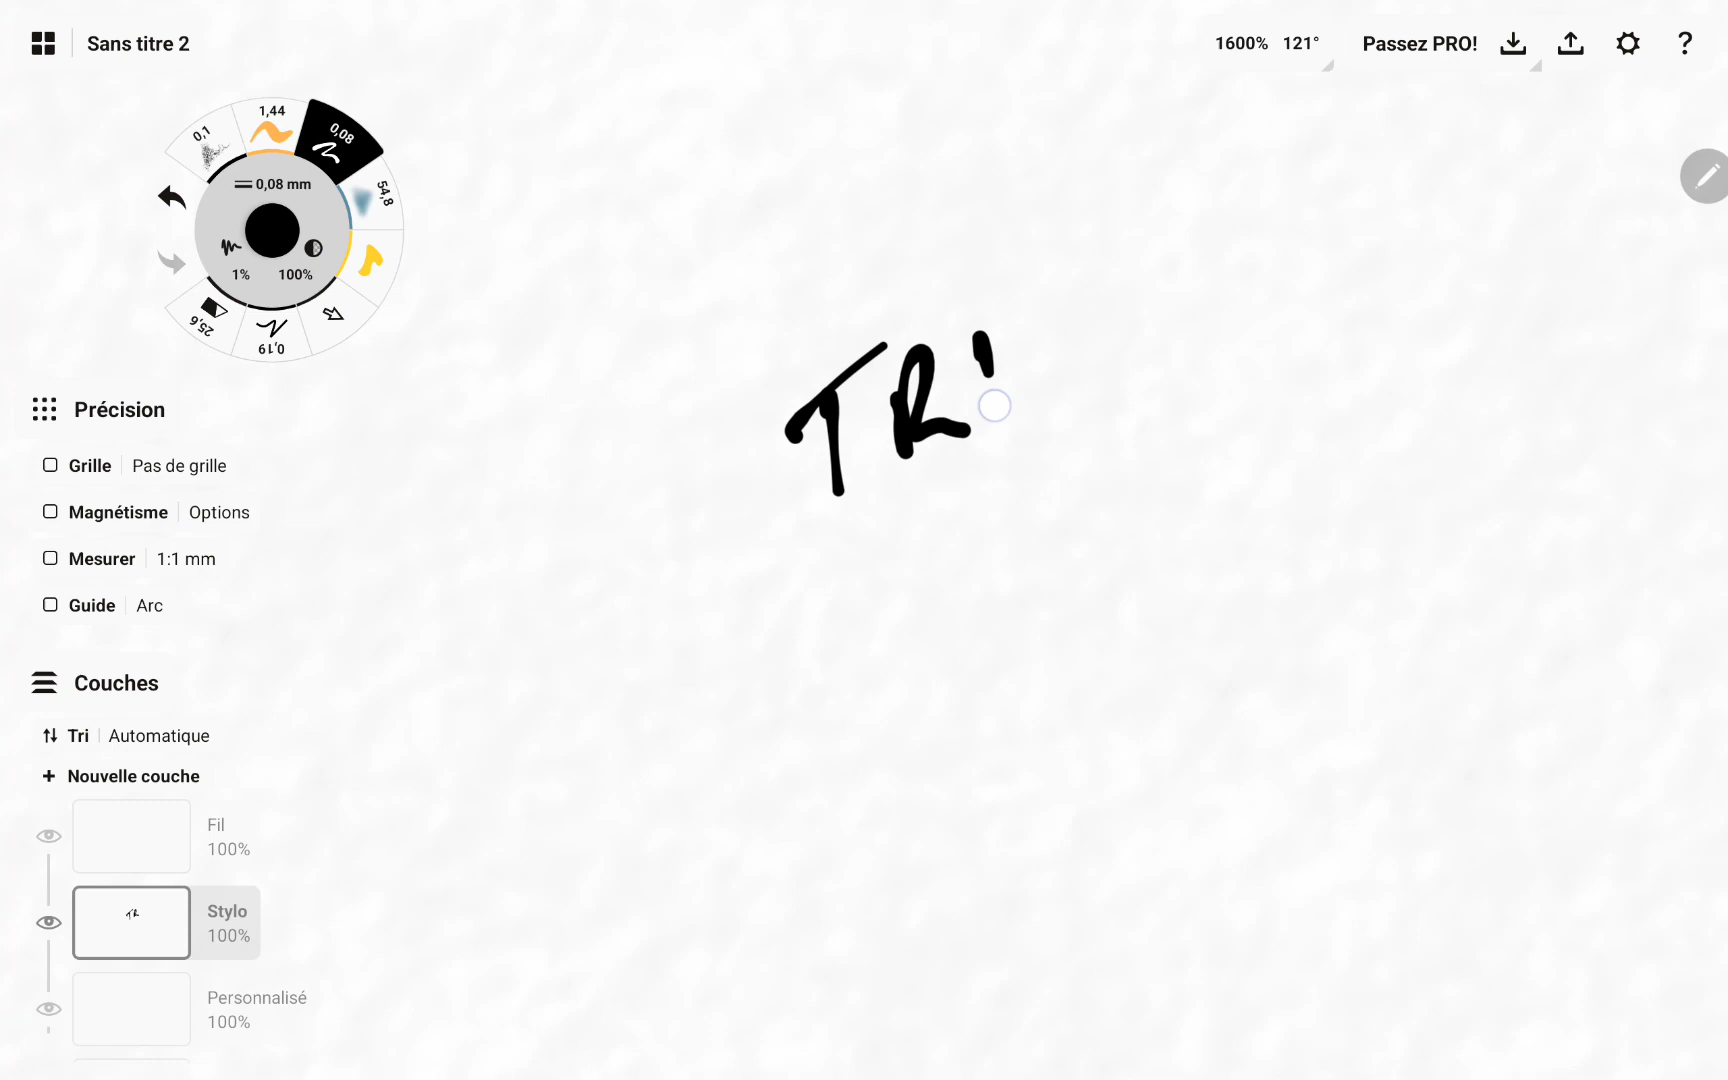 Sans titre 2
1600% 121° Passez PRO! ?
1,44
0,1
0,08
54,8
0,08 mm
1% 100%
25,6
0,19
TR'
Précision
Grille Pas de grille
Magnétisme Options
Mesurer 1:1 mm
Guide Arc
Couches
Tri Automatique
+ Nouvelle couche
Fil
100%
TR
Stylo
100%
Personnalisé
100%